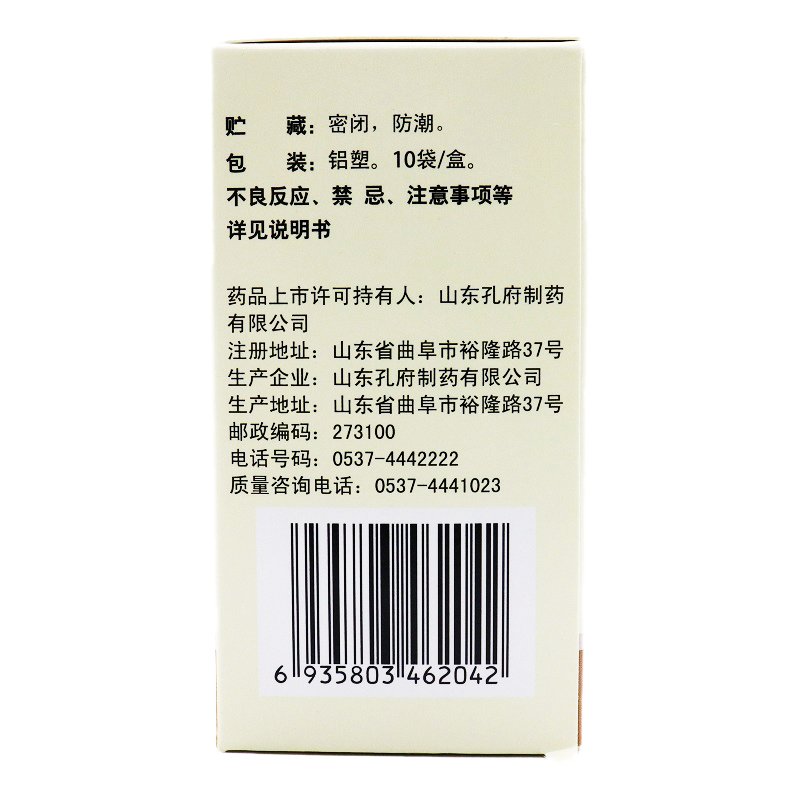 贮 藏：密闭，防潮。
包 装：铝塑。10袋/盒。
不良反应、禁 忌、注意事项等
详见说明书
药品上市许可持有人：山东孔府制药
有限公司
注册地址：山东省曲阜市裕隆路37号
生产企业：山东孔府制药有限公司
生产地址：山东省曲阜市裕隆路37号
邮政编码：273100
电话号码：0537-4442222
质量咨询电话：0537-4441023
6 935803 462042